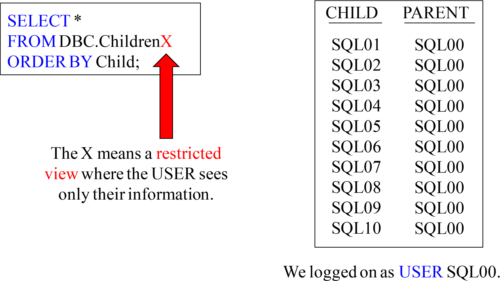 SELECT *
FROM DBC.ChildrenX
ORDER BY Child;
The X means a restricted
view where the USER sees
only their information.
CHILD PARENT
SQL01 SQL00
SQL02 SQL00
SQL03 SQL00
SQL04 SQL00
SQL05 SQL00
SQL06 SQL00
SQL07 SQL00
SQL08 SQL00
SQL09 SQL00
SQL10 SQL00
We logged on as USER SQL00.